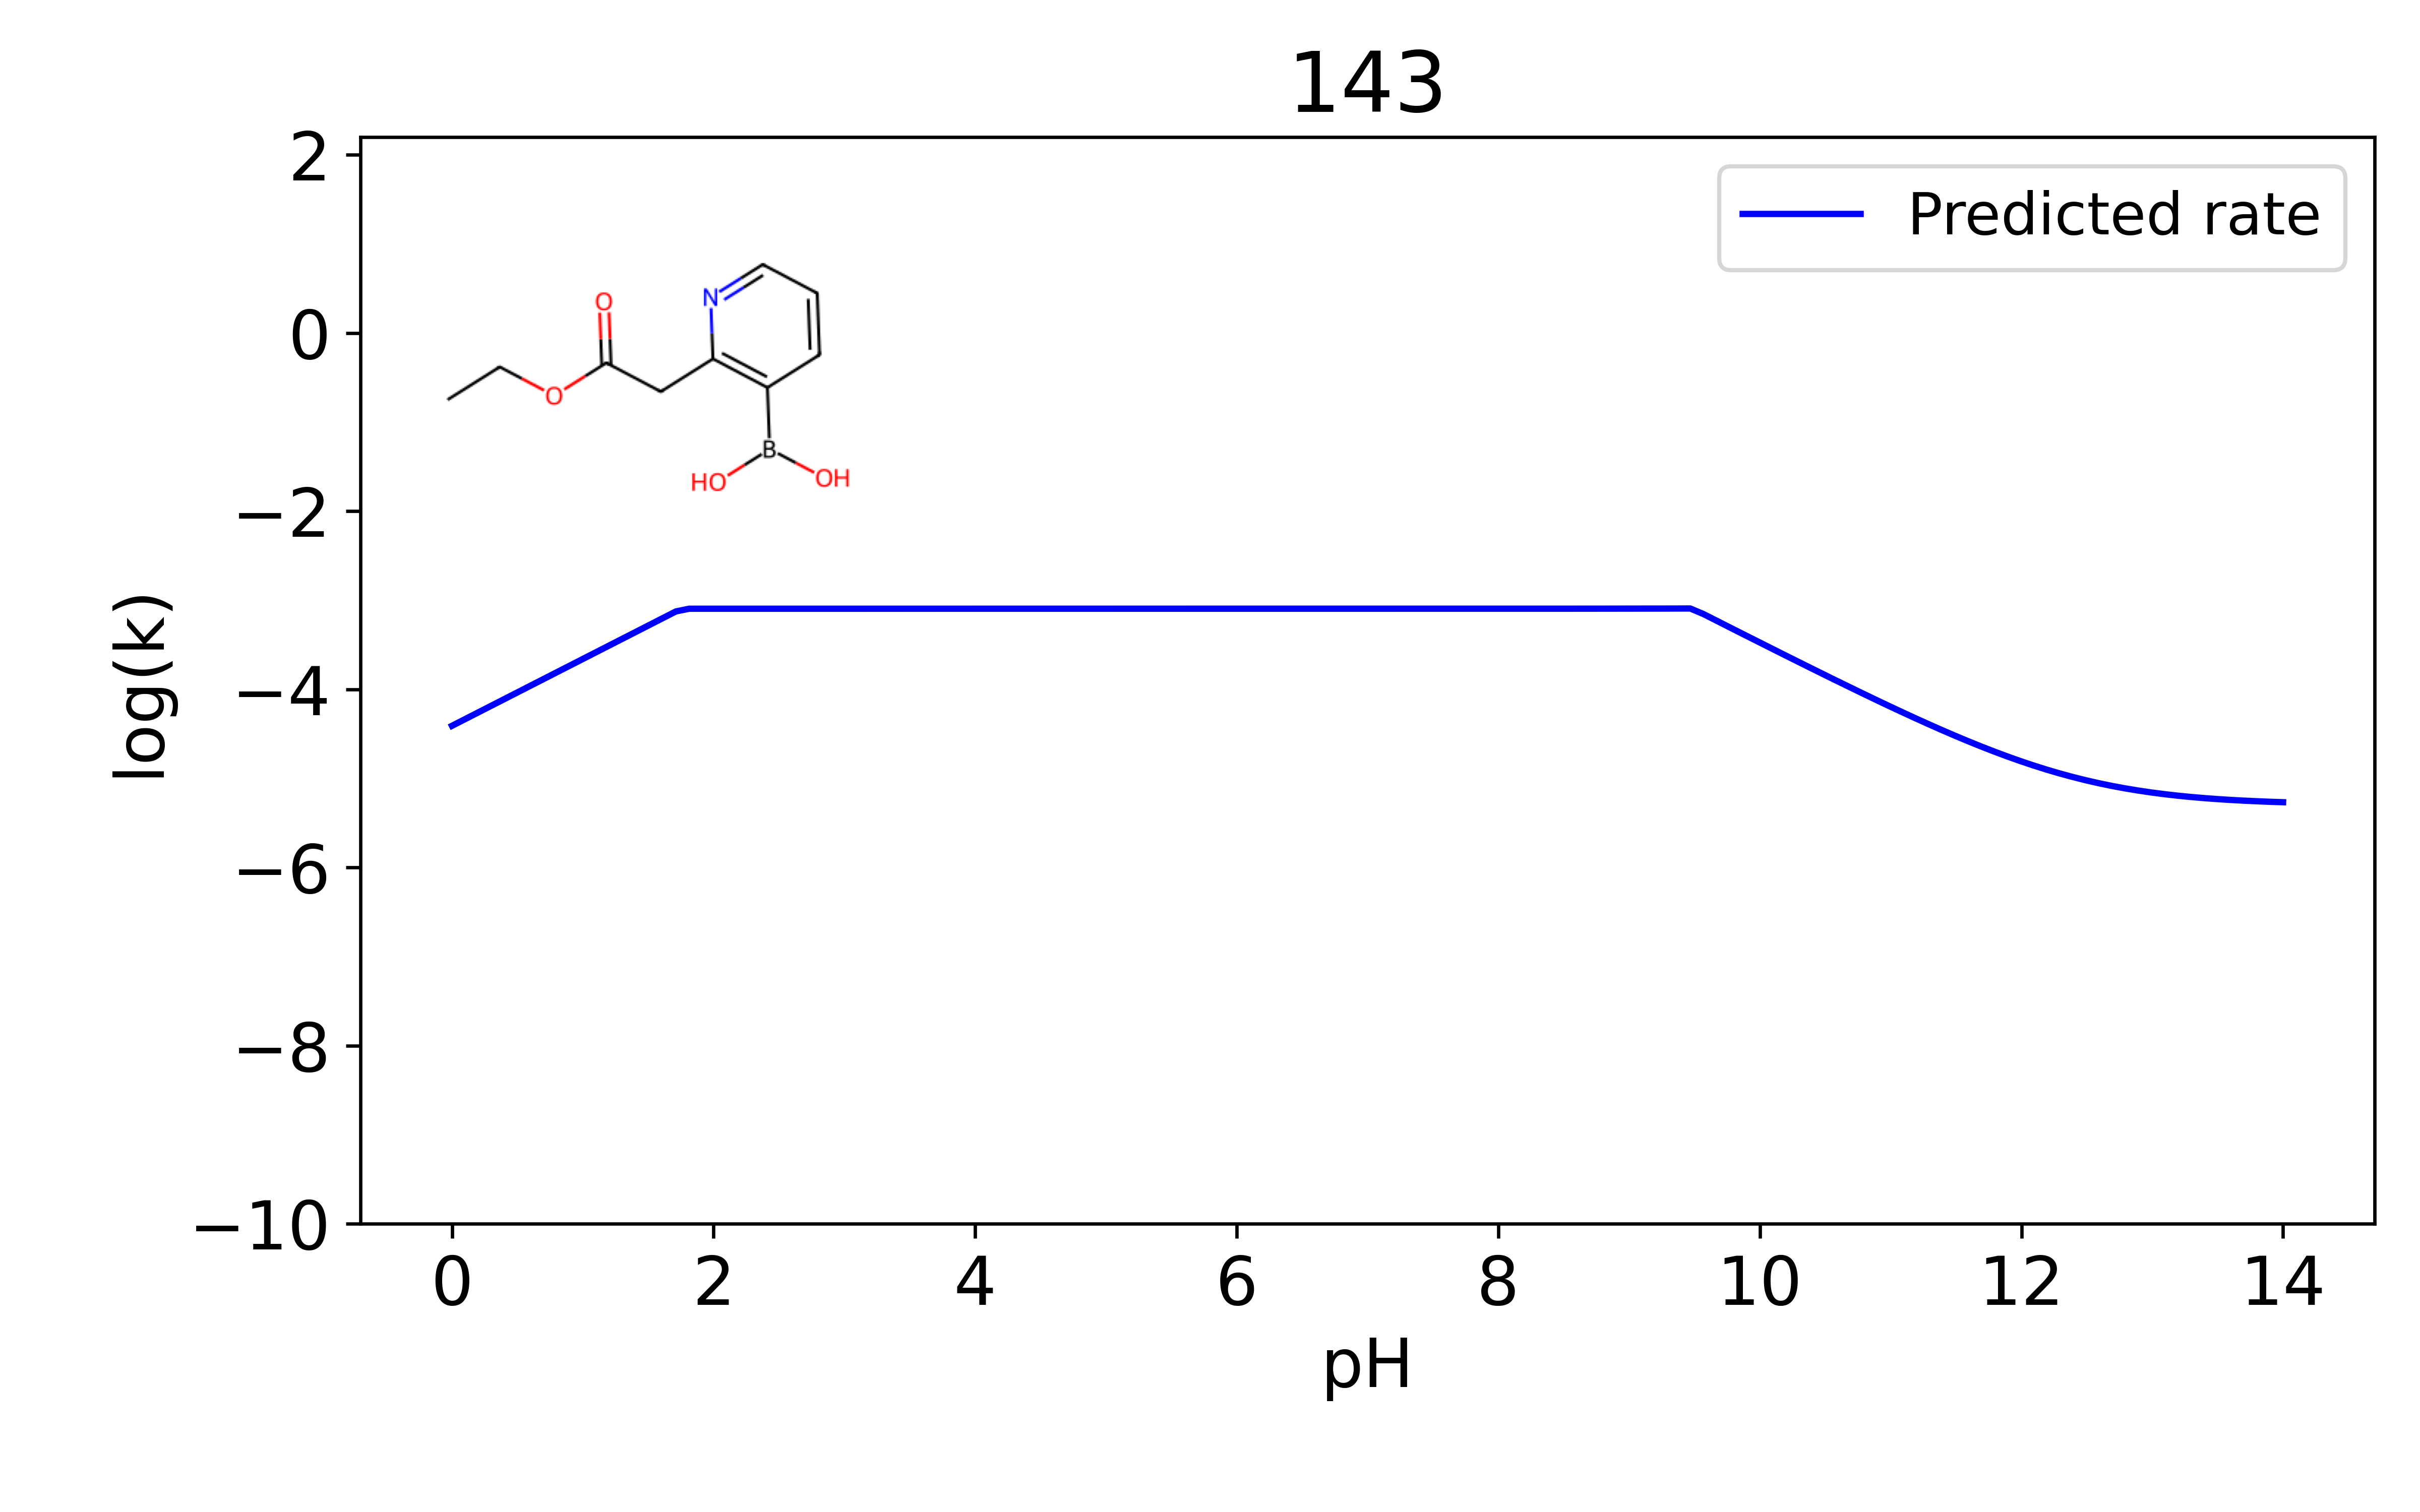 143
2
0
−2
−4
−6
−8
−10
log(k)
Predicted rate
N
O
O
B
HO
OH
0 2 4 6 8 10 12 14
pH